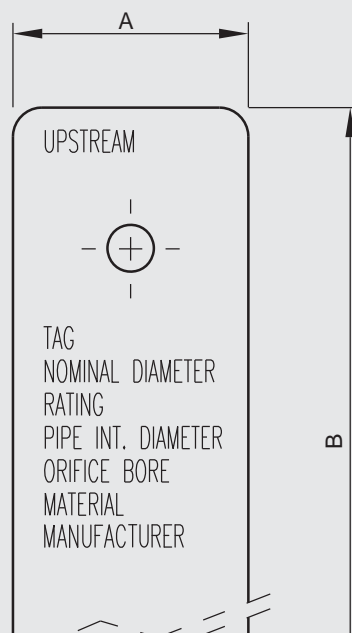 A
UPSTREAM
TAG
NOMINAL DIAMETER
RATING
PIPE INT. DIAMETER
ORIFICE BORE
MATERIAL
MANUFACTURER
B